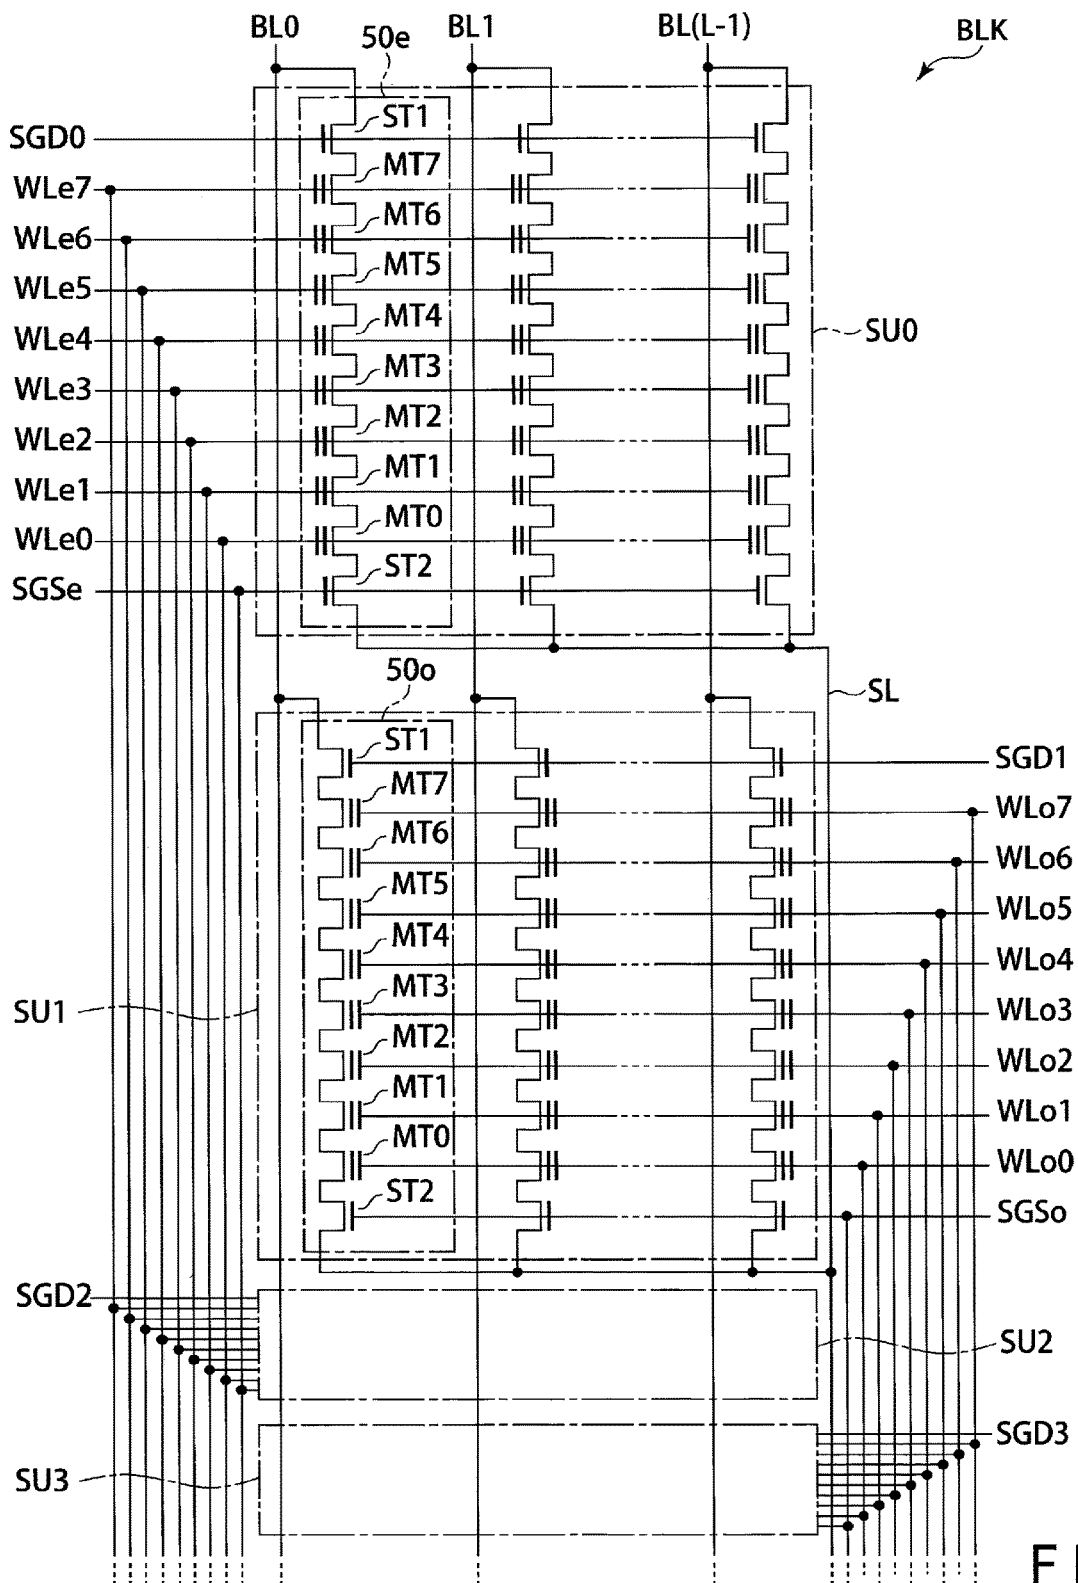 BL0 BL1 BL(L-1) BLK
50e
ST1
SGD0
MT7
WLe7
MT6
WLe6
MT5
WLe5
MT4
WLe4 SU0
MT3
WLe3
MT2
WLe2
MT1
WLe1
MT0
WLe0
ST2
SGSe
50o
SL
ST1
SGD1
MT7
WLo7
MT6
WLo6
MT5
WLo5
MT4
WLo4
MT3
SU1 WLo3
MT2
WLo2
MT1
WLo1
MT0
WLo0
ST2
SGSo
SGD2
SU2
SGD3
SU3
F